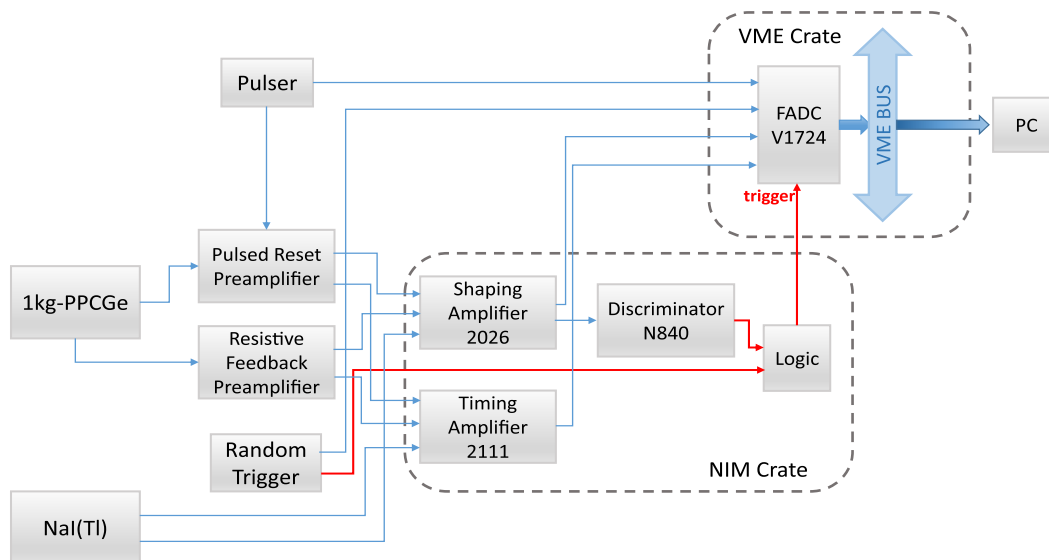 VME Crate
Pulser
FADC
V1724
VME BUS
PC
trigger
Pulsed Reset
Preamplifier
1kg-PPCGe
Shaping
Amplifier
2026
Discriminator
N840
Resistive
Feedback
Preamplifier
Logic
Timing
Amplifier
2111
Random
Trigger
NIM Crate
NaI(Tl)